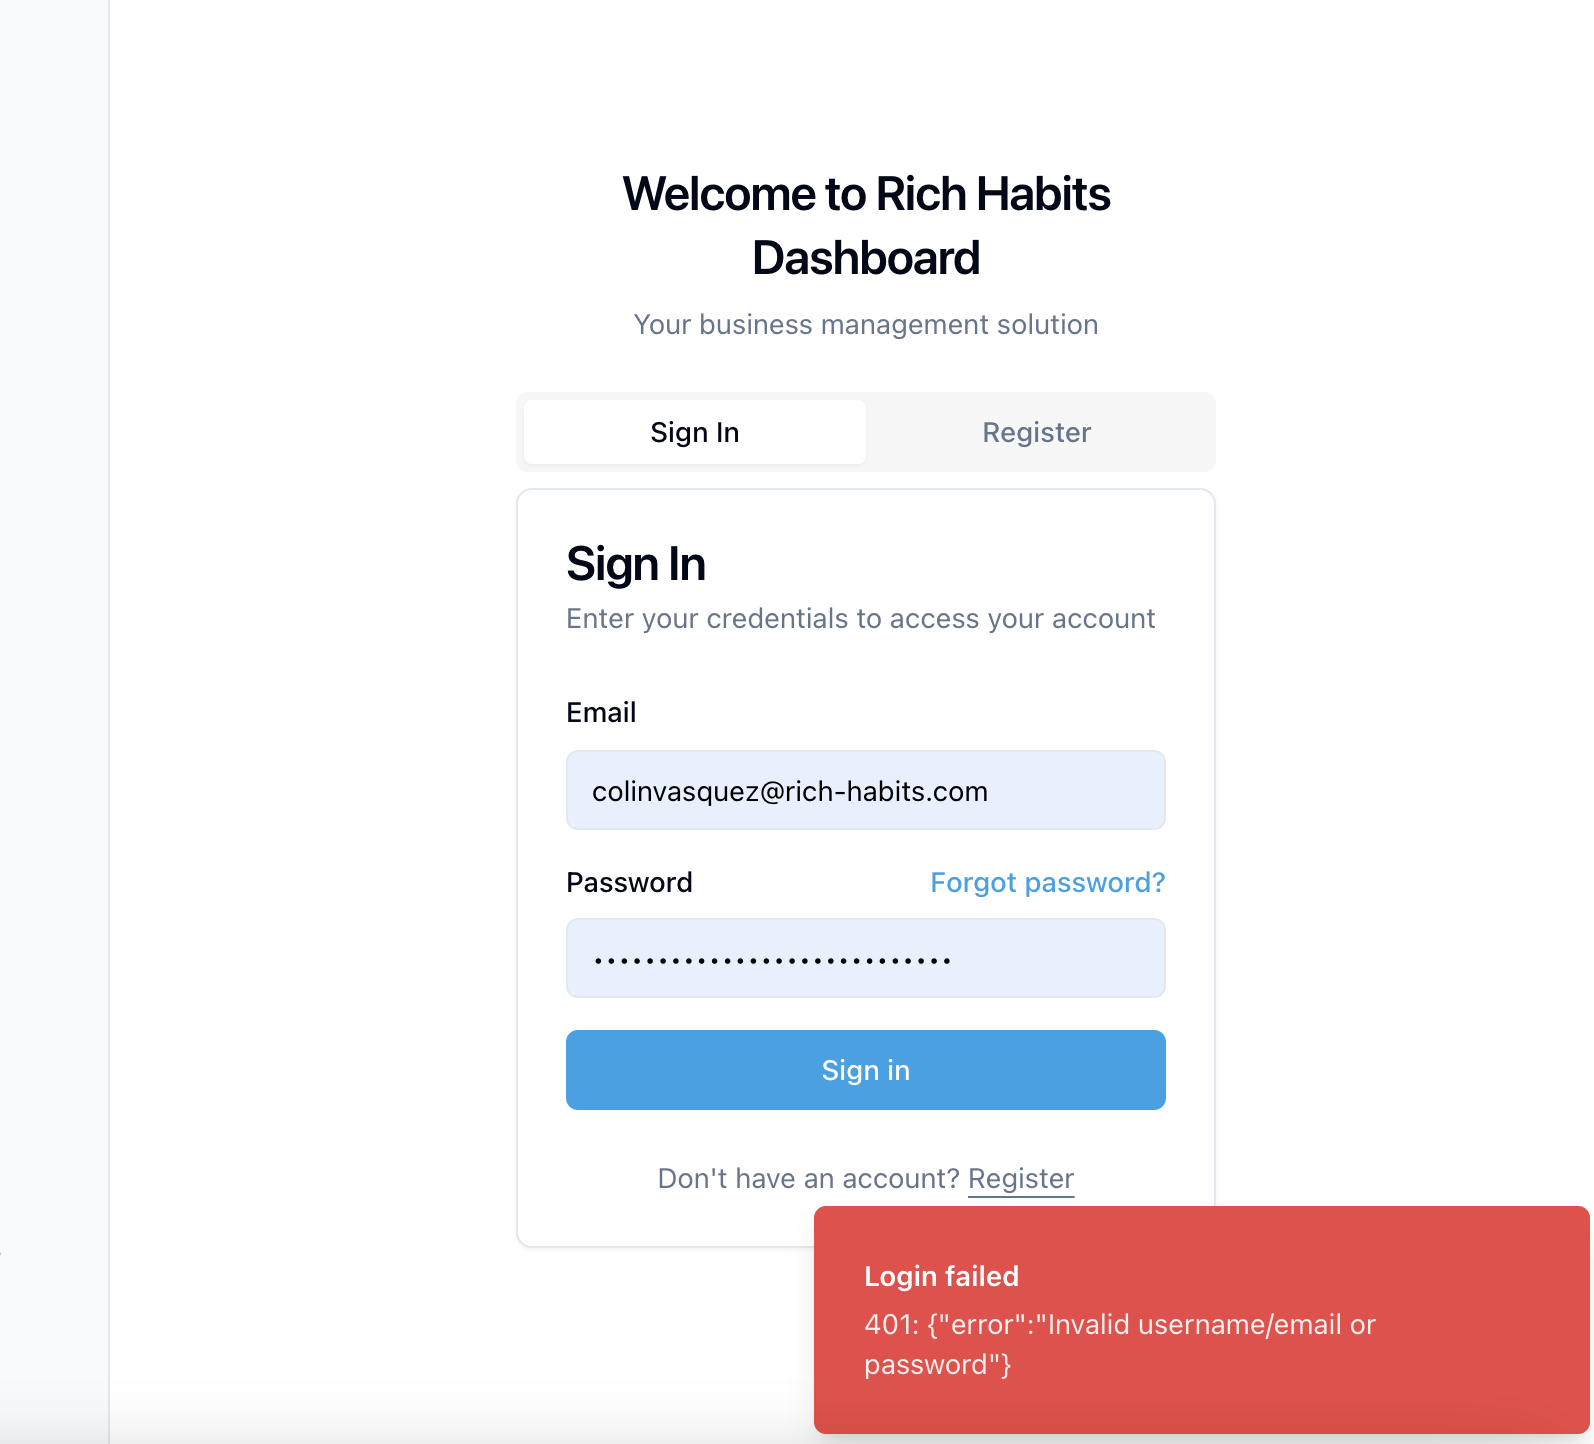 Welcome to Rich Habits
Dashboard
Your business management solution
Sign In
Register
Sign In
Enter your credentials to access your account
Email
colinvasquez@rich-habits.com
Password
Forgot password?
••••••••••••••••••••••••••••
Sign in
Don't have an account? Register
Login failed
401: {"error":"Invalid username/email or
password"}